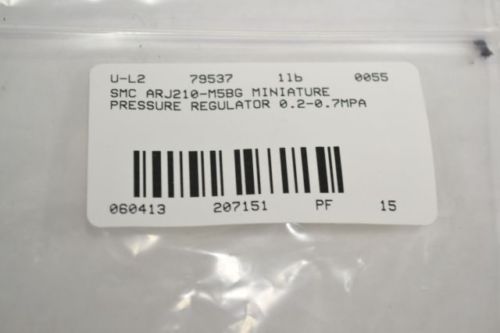 U-L2 79537 1lb 0055
SMC ARJ210-M5BG MINIATURE
PRESSURE REGULATOR 0.2-0.7MPA
060413 207151 PF 15